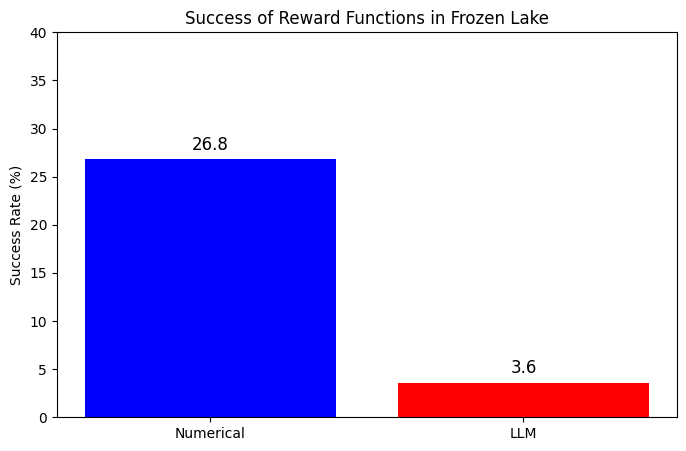 Success of Reward Functions in Frozen Lake
Success Rate (%)
40
35
30
25
20
15
10
5
0
26.8
3.6
Numerical
LLM